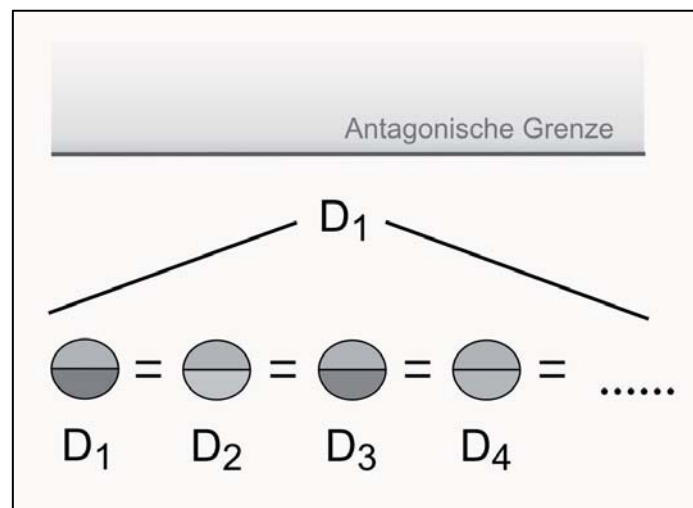 Antagonische Grenze
D₁
= = = = ......
D₁ D₂ D₃ D₄